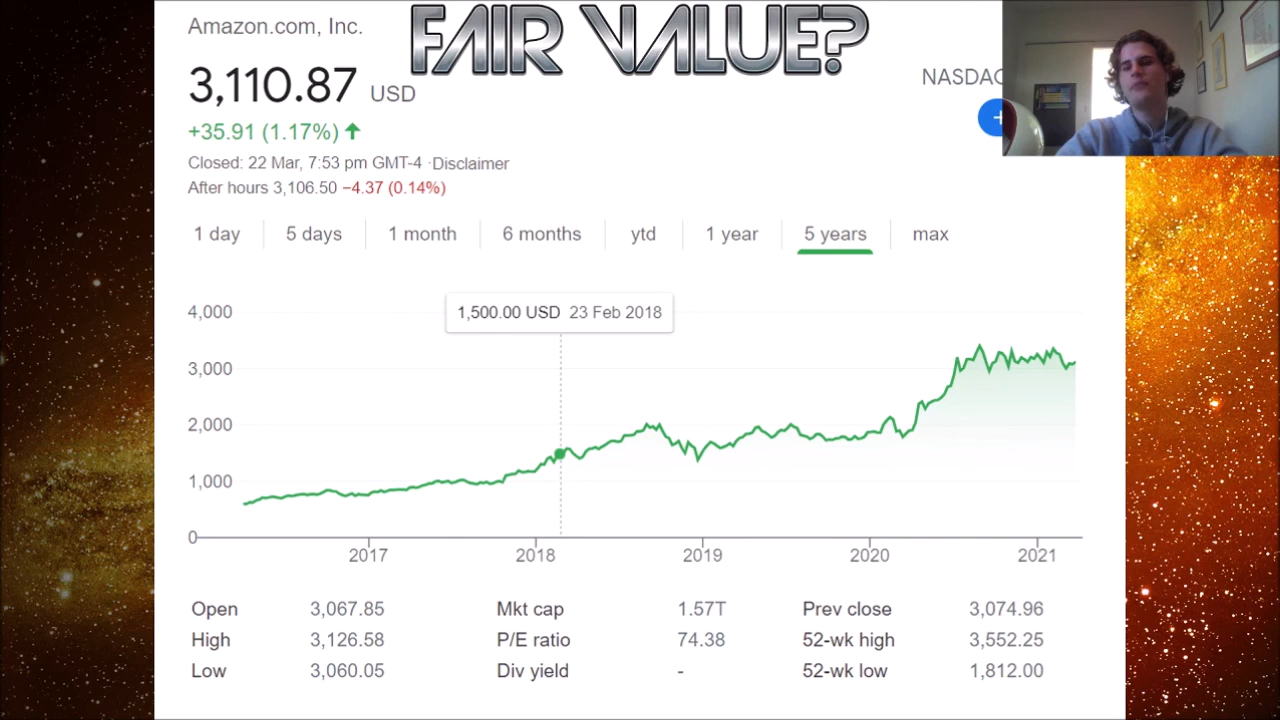 FAIR VALUE?
Amazon.com, Inc.
3,110.87 USD
NASDAQ
+35.91 (1.17%)
Closed: 22 Mar, 7:53 pm GMT-4 ·Disclaimer
After hours 3,106.50 −4.37 (0.14%)
+
1 day 5 days 1 month 6 months ytd 1 year 5 years max
1,500.00 USD 23 Feb 2018
4,000
3,000
2,000
1,000
0
2017 2018 2019 2020 2021
Open 3,067.85 Mkt cap 1.57T Prev close 3,074.96
High 3,126.58 P/E ratio 74.38 52-wk high 3,552.25
Low 3,060.05 Div yield - 52-wk low 1,812.00